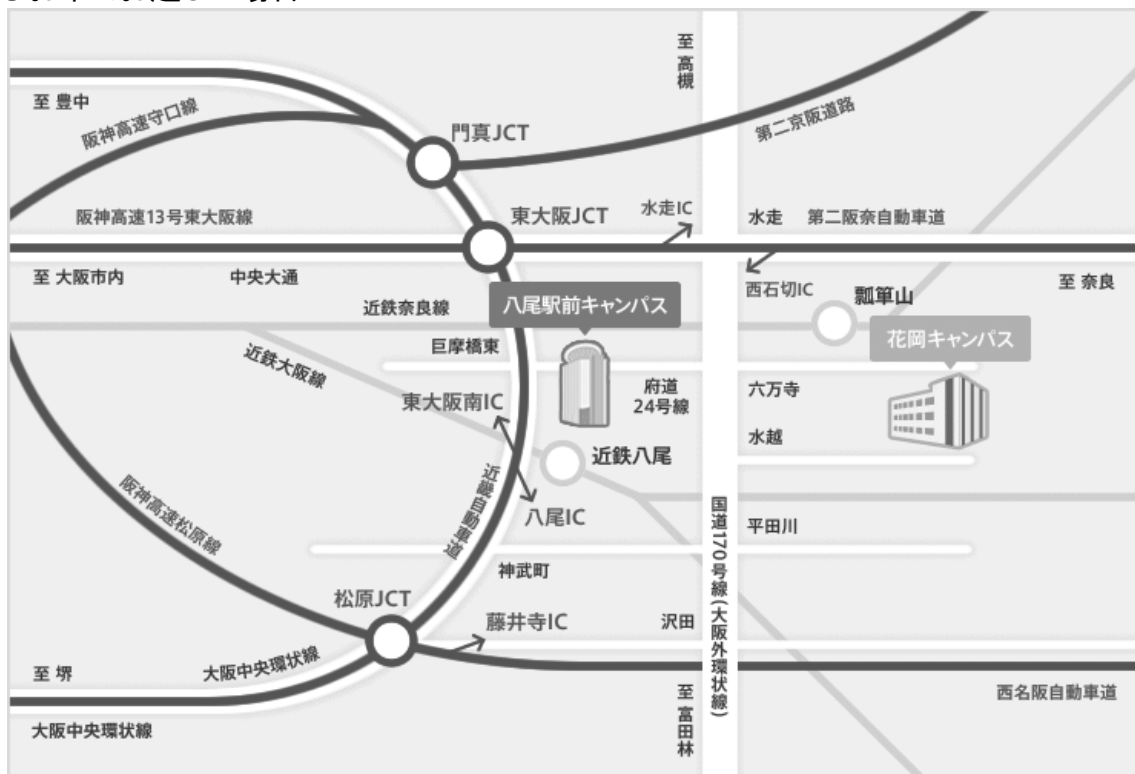 至 高槻
至 豊中
阪神高速守口線
門真JCT
第二京阪道路
阪神高速13号東大阪線
東大阪JCT
水走IC
水走
第二阪奈自動車道
至 大阪市内
中央大通
西石切IC
至 奈良
近鉄奈良線
八尾駅前キャンパス
瓢箪山
花岡キャンパス
近鉄大阪線
巨摩橋東
東大阪南IC
府道
24号線
六万寺
水越
近鉄八尾
阪神高速松原線
近畿自動車道
八尾IC
国道170号線(大阪外環状線)
平田川
神武町
松原JCT
藤井寺IC
沢田
至 堺
大阪中央環状線
西名阪自動車道
大阪中央環状線
至 富田林